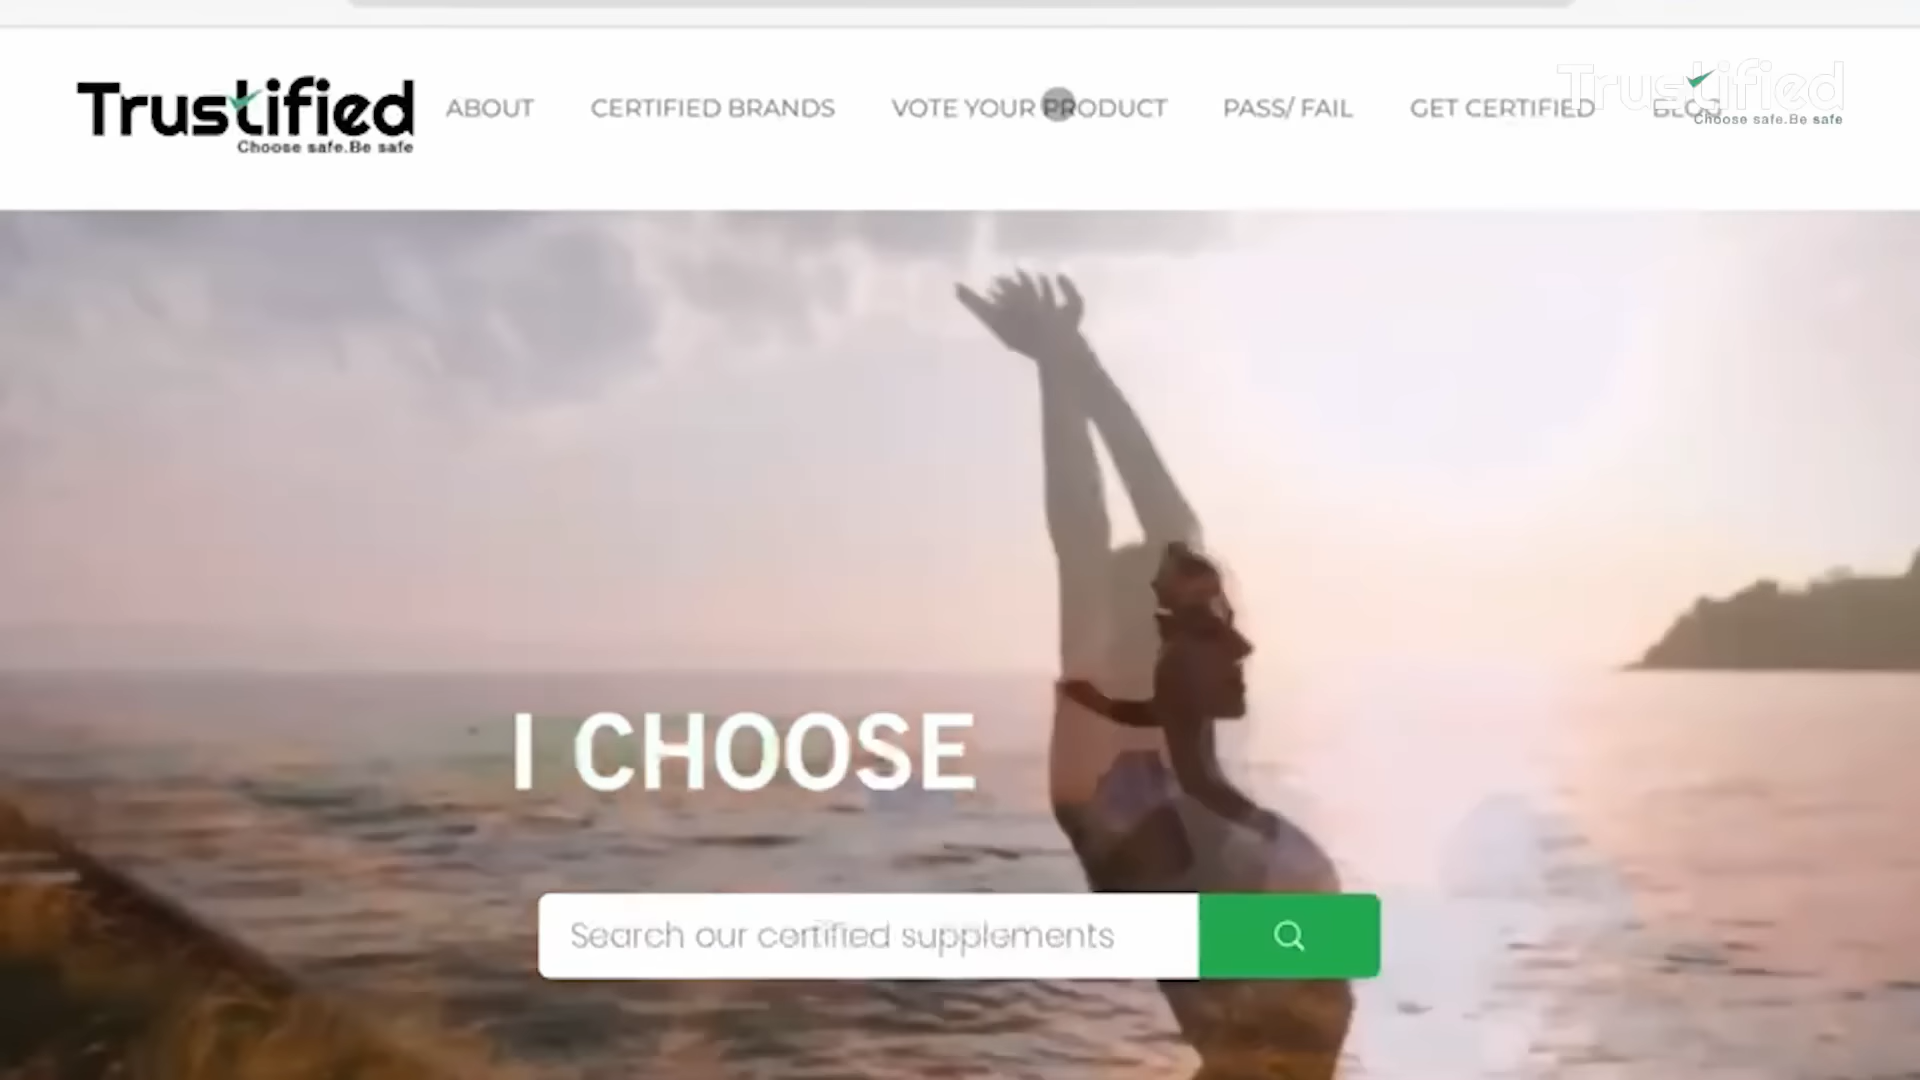 Trustified
Choose safe.Be safe
ABOUT
CERTIFIED BRANDS
VOTE YOUR PRODUCT
PASS/ FAIL
GET CERTIFIED
BLOG
Trustified
Choose safe.Be safe
I CHOOSE
Search our certified supplements